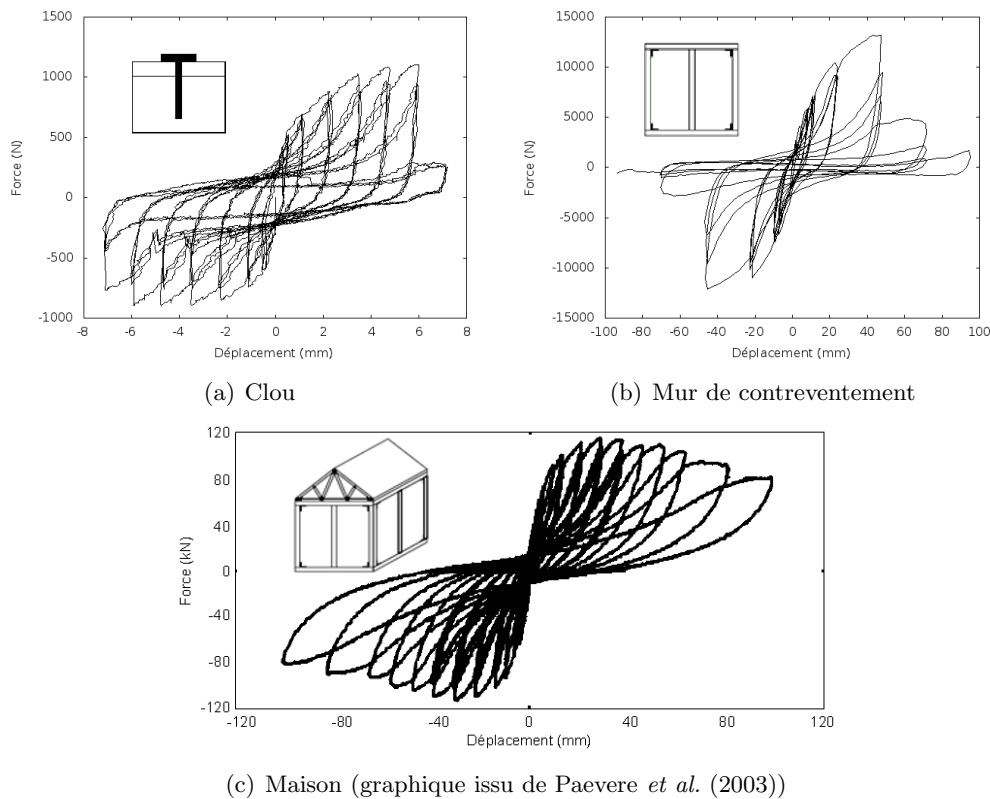 1500
1000
500
0
-500
-1000
-8 -6 -4 -2 0 2 4 6 8
Force (N)
Déplacement (mm)
(a) Clou
15000
10000
5000
0
-5000
-10000
-15000
-100 -80 -60 -40 -20 0 20 40 60 80 100
Force (N)
Déplacement (mm)
(b) Mur de contreventement
120
80
40
0
-40
-80
-120
-120 -80 -40 0 40 80 120
Force (kN)
Déplacement (mm)
(c) Maison (graphique issu de Paevere et al. (2003))